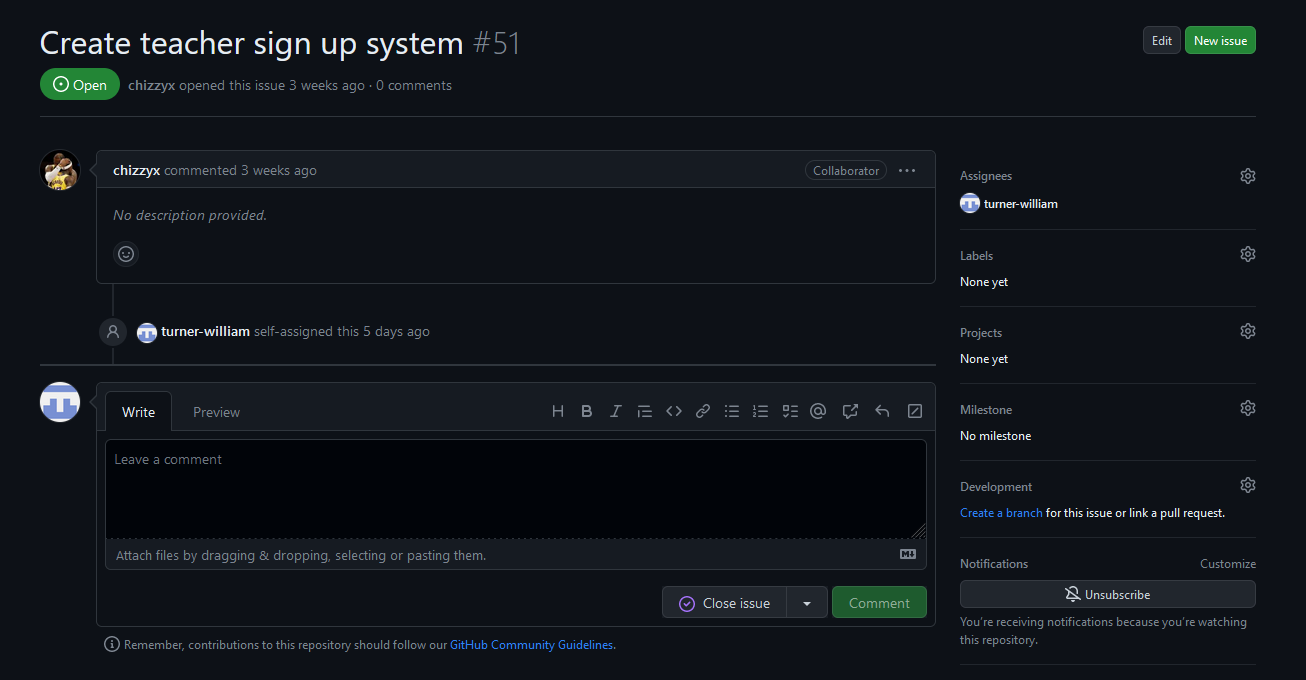 Create teacher sign up system #51
Edit
New issue
Open
chizzyx opened this issue 3 weeks ago · 0 comments
chizzyx commented 3 weeks ago
Collaborator
No description provided.
turner-william self-assigned this 5 days ago
Write
Preview
H B I
Leave a comment
Attach files by dragging & dropping, selecting or pasting them.
Close issue
Comment
Remember, contributions to this repository should follow our GitHub Community Guidelines.
Assignees
turner-william
Labels
None yet
Projects
None yet
Milestone
No milestone
Development
Create a branch for this issue or link a pull request.
Notifications
Customize
Unsubscribe
You're receiving notifications because you're watching
this repository.